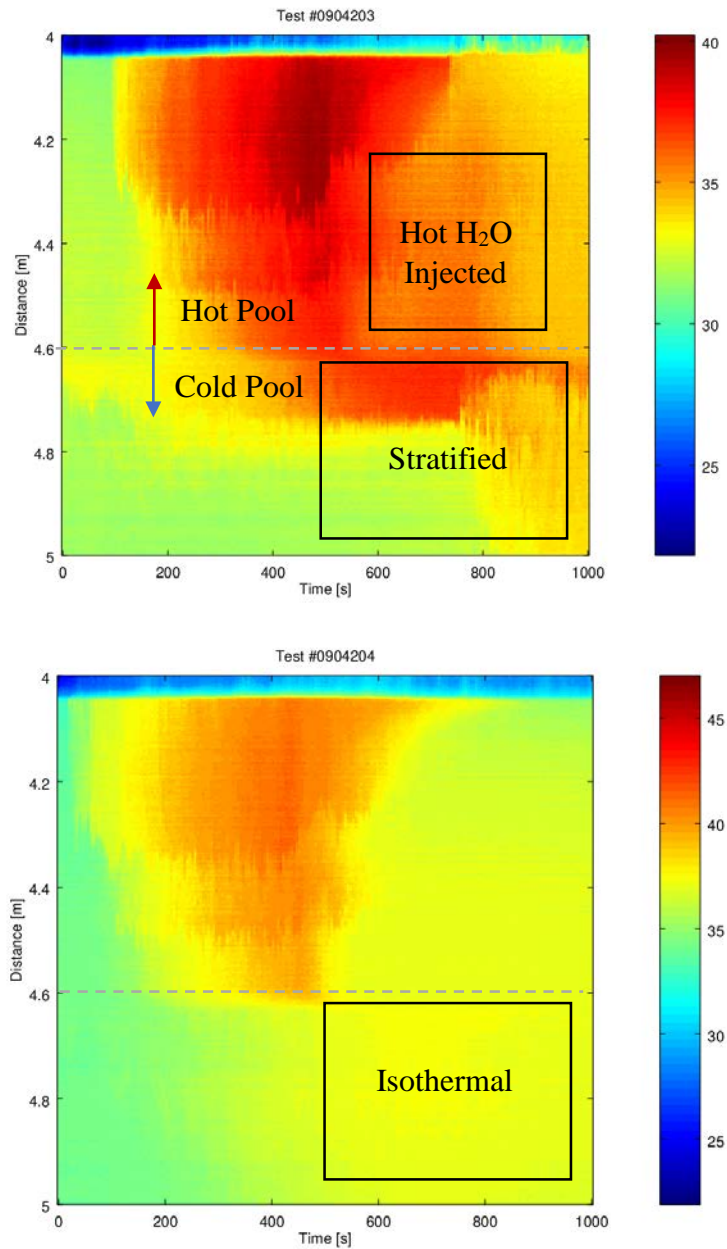 Test #0904203
4
4.2
4.4
4.6
4.8
5
Distance [m]
Hot H₂O
Injected
Hot Pool
Cold Pool
Stratified
0
200
400
600
800
1000
Time [s]
40
35
30
25
Test #0904204
4
4.2
4.4
4.6
4.8
5
Distance [m]
Isothermal
0
200
400
600
800
1000
Time [s]
45
40
35
30
25